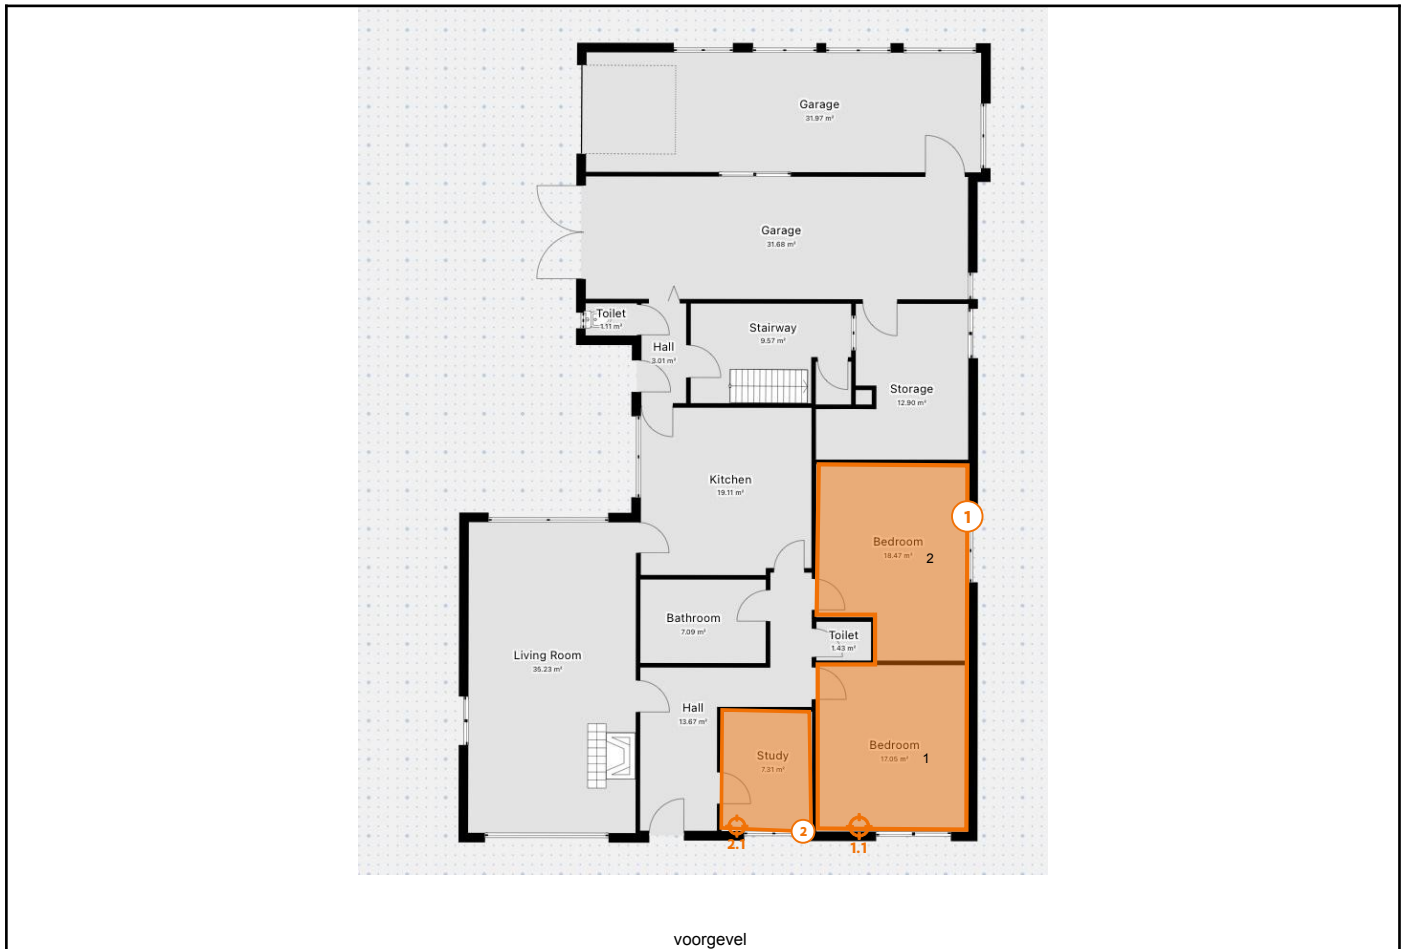 Garage
31.97 m²
Garage
31.68 m²
Toilet
1.11 m²
Hall
3.01 m²
Stairway
9.57 m²
Storage
12.90 m²
Kitchen
19.11 m²
1
Bedroom
18.47 m²
2
Bathroom
7.09 m²
Toilet
1.43 m²
Living Room
35.23 m²
Hall
13.67 m²
Study
7.31 m²
Bedroom
17.05 m²
1
2
2.1
1.1
voorgevel